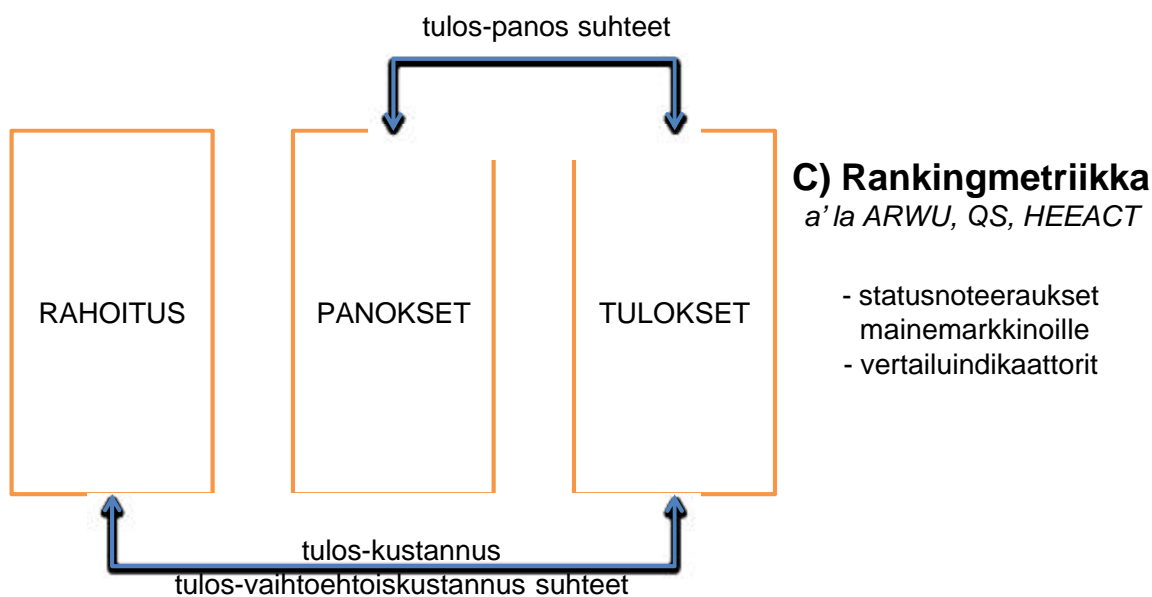 tulos-panos suhteet
C) Rankingmetriikka
a' la ARWU, QS, HEEACT
RAHOITUS
PANOKSET
TULOKSET
- statusnoteeraukset
mainemarkkinoille
- vertailuindikaattorit
tulos-kustannus
tulos-vaihtoehtoiskustannus suhteet